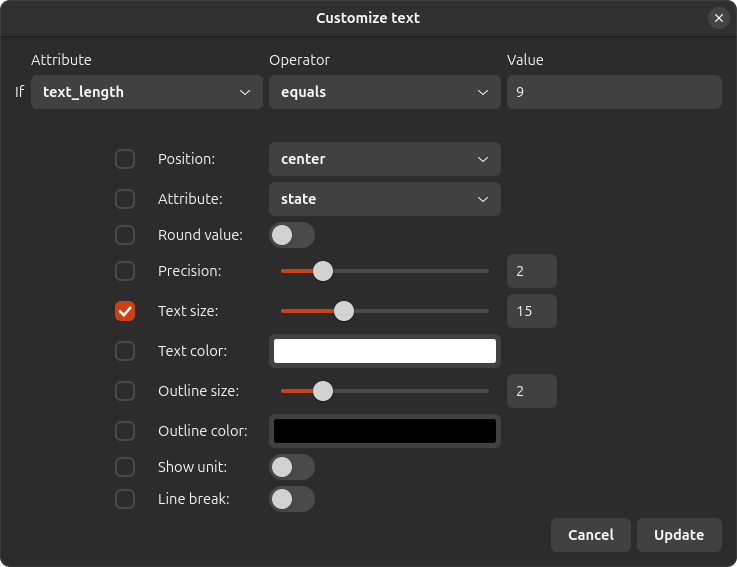 Customize text
Attribute Operator Value
If text_length equals 9
Position: center
Attribute: state
Round value:
Precision: 2
Text size: 15
Text color:
Outline size: 2
Outline color:
Show unit:
Line break:
Cancel Update